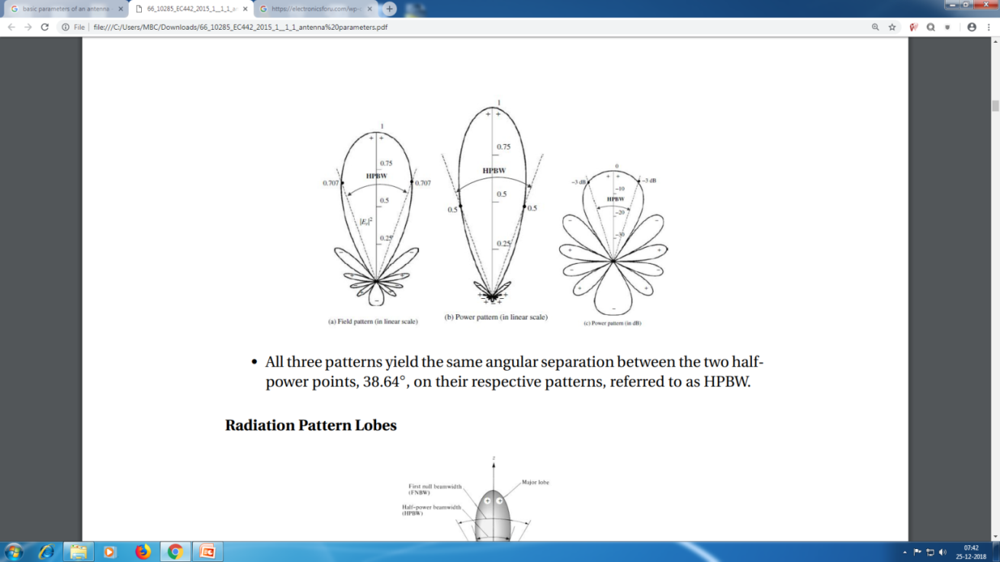 basic parameters of an antenna
66_10285_EC442_2015_1__1_1_a
https://electronicsforu.com/wp-c
File
file:///C:/Users/MBC/Downloads/66_10285_EC442_2015_1__1_1_antenna%20parameters.pdf
1
+ +
0.75
HPBW
0.707
0.707
0.5
|Er|²
0.25
− −
+ +
− −
+ +
−
(a) Field pattern (in linear scale)
1
+ +
0.75
HPBW
0.5
0.5
0.5
0.25
(b) Power pattern (in linear scale)
0
+ +
−3 dB
−3 dB
−10
HPBW
−20
−30
− −
+ +
− −
+ +
−
(c) Power pattern (in dB)
• All three patterns yield the same angular separation between the two half-
power points, 38.64°, on their respective patterns, referred to as HPBW.
Radiation Pattern Lobes
z
First null beamwidth
(FNBW)
Major lobe
+ +
Half-power beamwidth
(HPBW)
07:42
25-12-2018